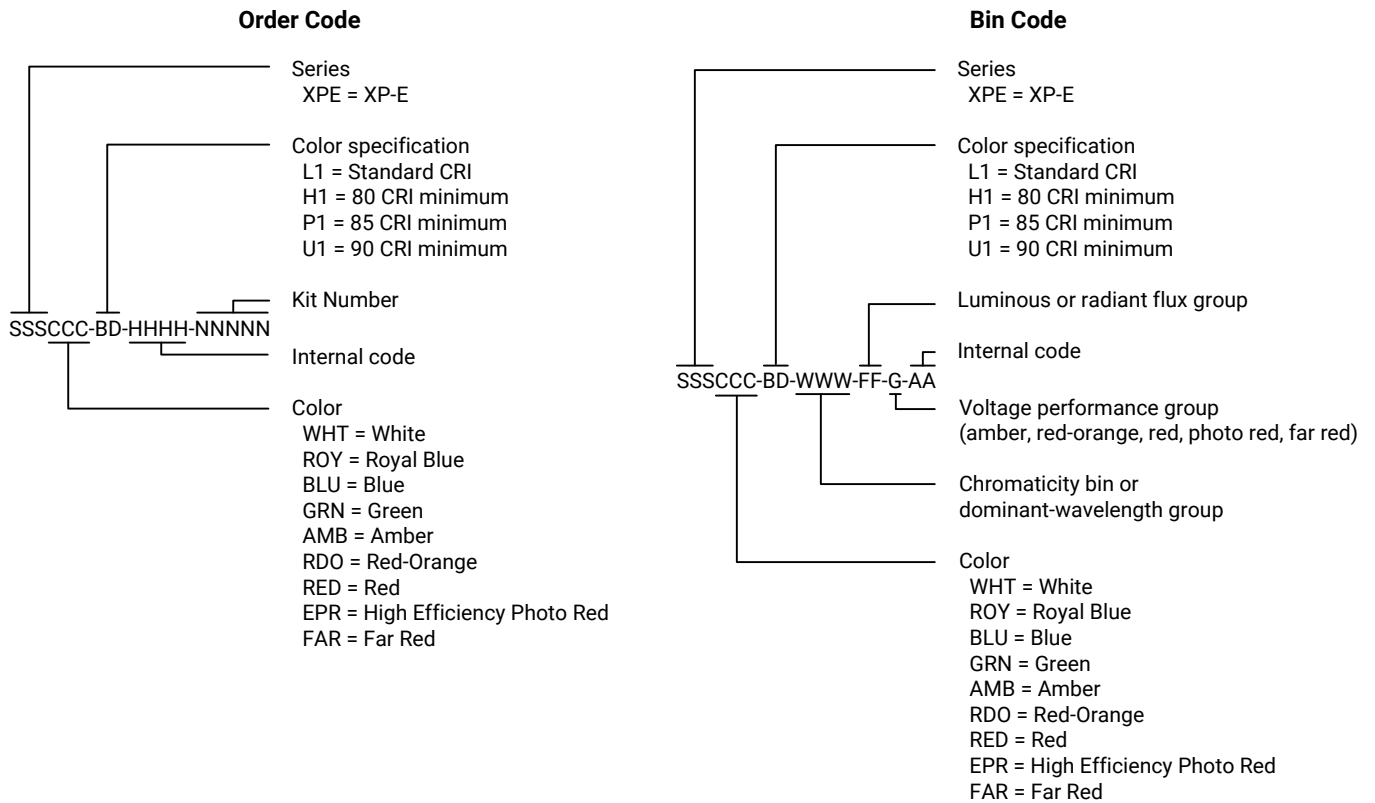 Order Code
Series
XPE = XP-E
Color specification
L1 = Standard CRI
H1 = 80 CRI minimum
P1 = 85 CRI minimum
U1 = 90 CRI minimum
Kit Number
SSSCCC-BD-HHHH-NNNNN
Internal code
Color
WHT = White
ROY = Royal Blue
BLU = Blue
GRN = Green
AMB = Amber
RDO = Red-Orange
RED = Red
EPR = High Efficiency Photo Red
FAR = Far Red
Bin Code
Series
XPE = XP-E
Color specification
L1 = Standard CRI
H1 = 80 CRI minimum
P1 = 85 CRI minimum
U1 = 90 CRI minimum
Luminous or radiant flux group
Internal code
SSSCCC-BD-WWW-FF-G-AA
Voltage performance group
(amber, red-orange, red, photo red, far red)
Chromaticity bin or
dominant-wavelength group
Color
WHT = White
ROY = Royal Blue
BLU = Blue
GRN = Green
AMB = Amber
RDO = Red-Orange
RED = Red
EPR = High Efficiency Photo Red
FAR = Far Red